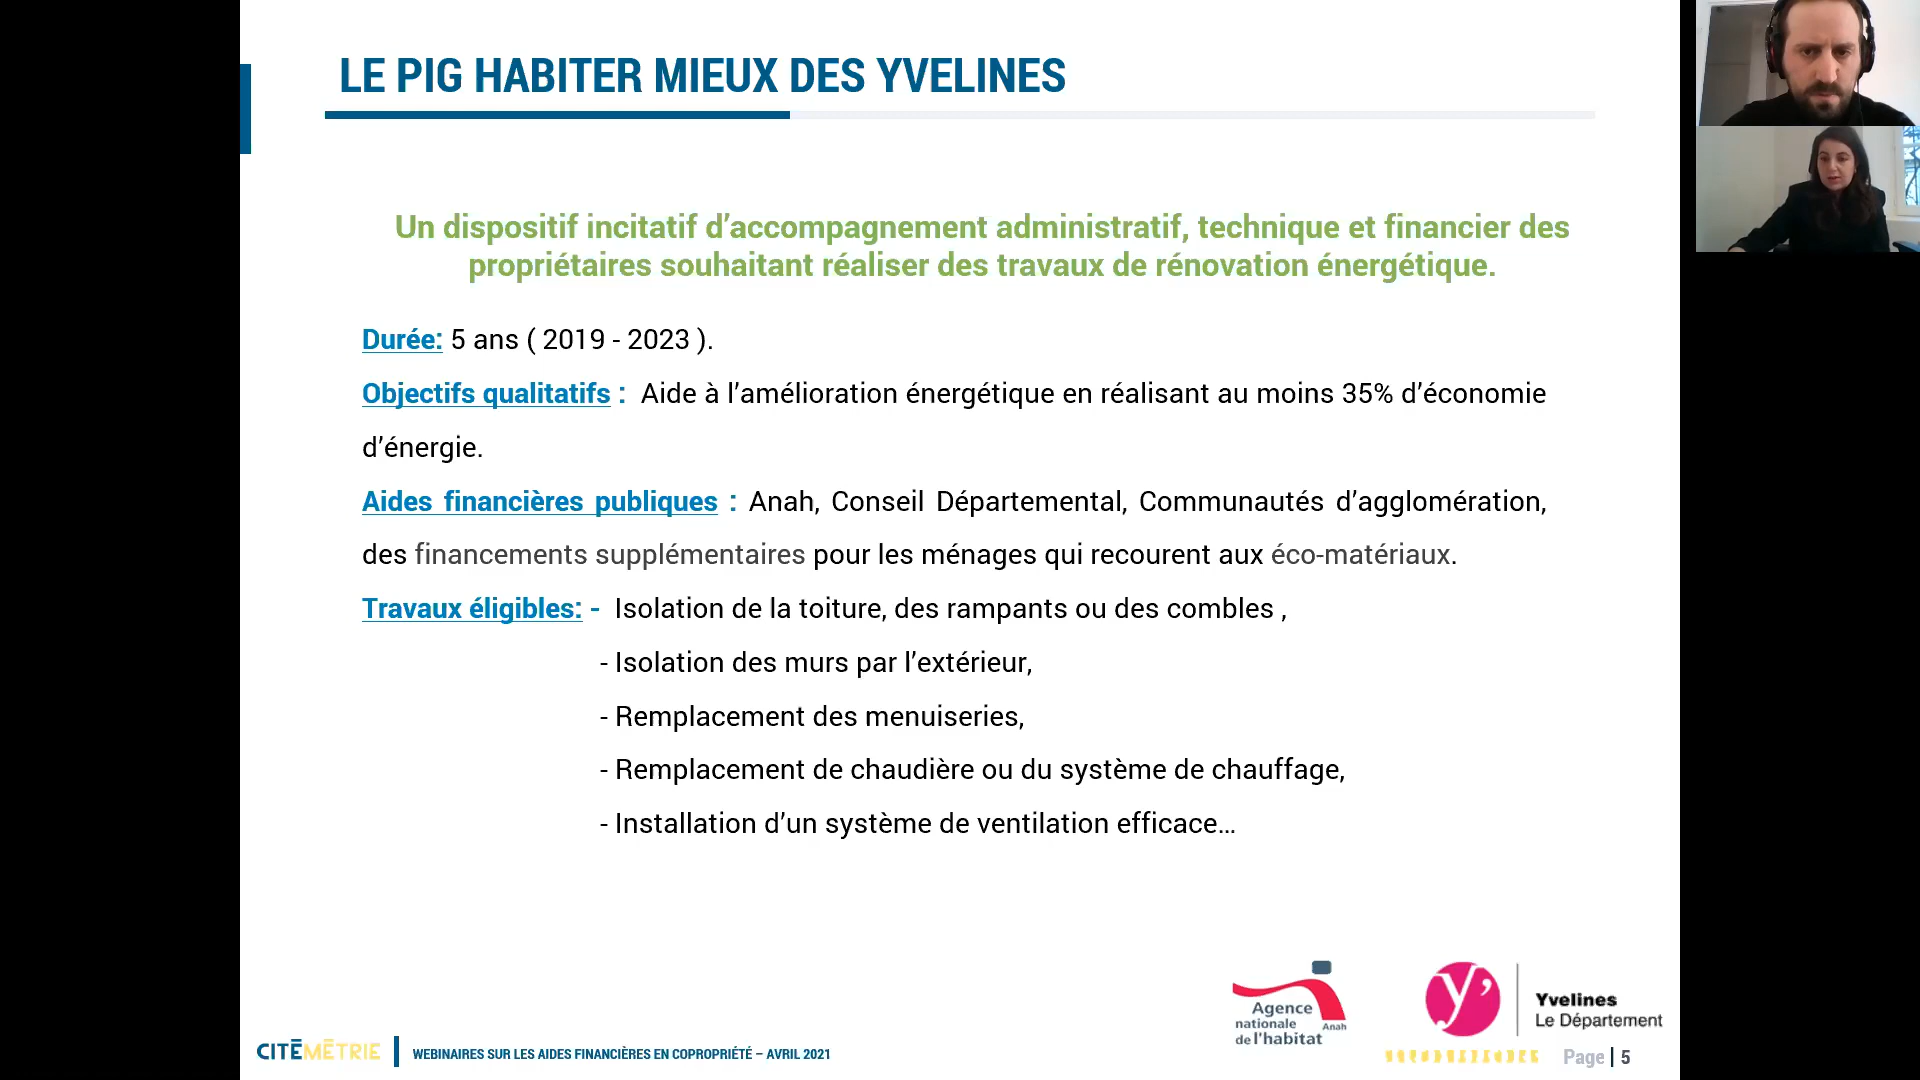 LE PIG HABITER MIEUX DES YVELINES
Un dispositif incitatif d’accompagnement administratif, technique et financier des
propriétaires souhaitant réaliser des travaux de rénovation énergétique.
Durée: 5 ans ( 2019 - 2023 ).
Objectifs qualitatifs : Aide à l’amélioration énergétique en réalisant au moins 35% d’économie
d’énergie.
Aides financières publiques : Anah, Conseil Départemental, Communautés d’agglomération,
des financements supplémentaires pour les ménages qui recourent aux éco-matériaux.
Travaux éligibles: - Isolation de la toiture, des rampants ou des combles ,
- Isolation des murs par l’extérieur,
- Remplacement des menuiseries,
- Remplacement de chaudière ou du système de chauffage,
- Installation d’un système de ventilation efficace…
Agence
nationale
de l’habitat
Anah
Y’
Yvelines
Le Département
CITĒMÉTRIE
WEBINAIRES SUR LES AIDES FINANCIÈRES EN COPROPRIÉTÉ – AVRIL 2021
Page | 5